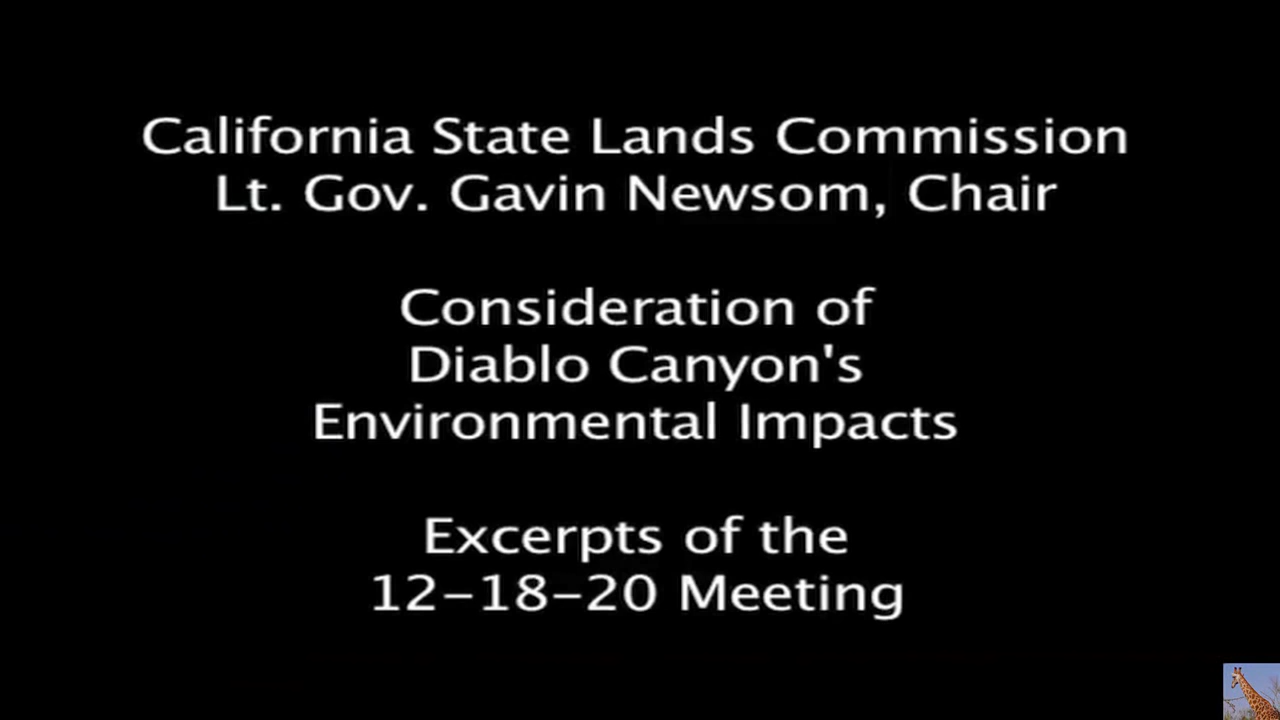 California State Lands Commission
Lt. Gov. Gavin Newsom, Chair
Consideration of
Diablo Canyon's
Environmental Impacts
Excerpts of the
12–18–20 Meeting